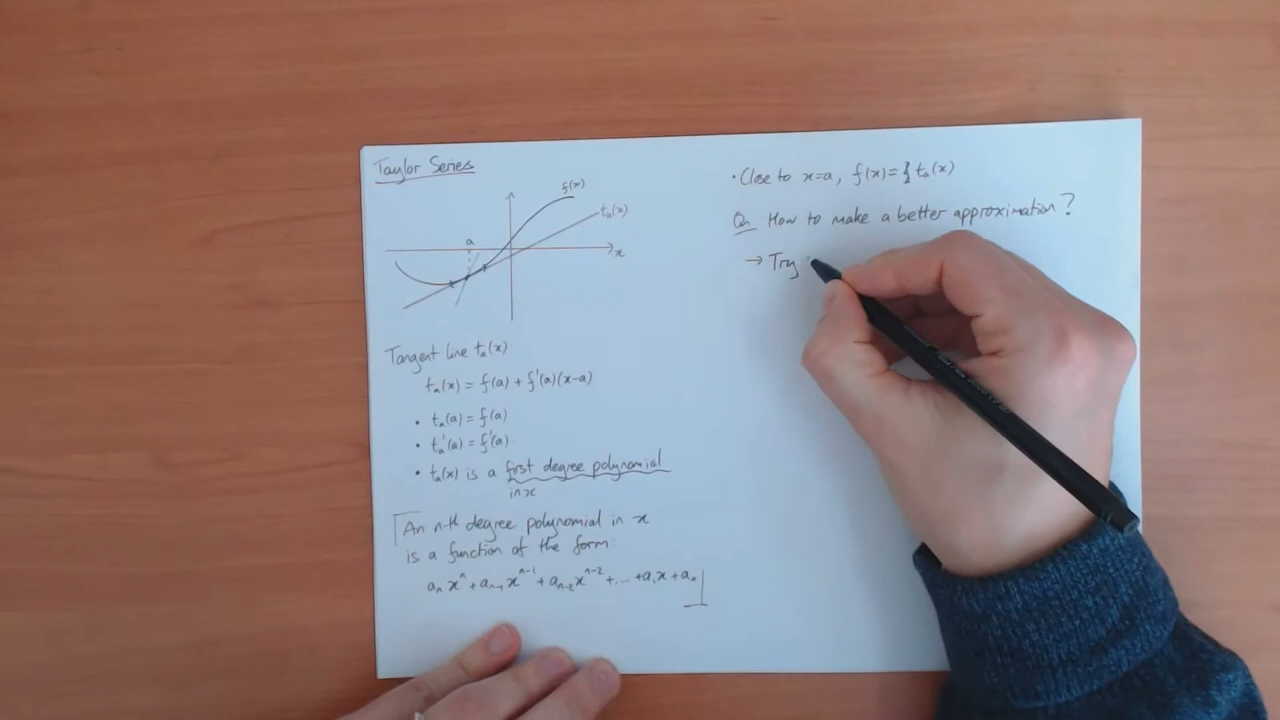 Taylor Series
f(x)
tₐ(x)
a
x
Tangent line tₐ(x)
tₐ(x) = f(a) + f'(a)(x-a)
• tₐ(a) = f(a)
• tₐ'(a) = f'(a)
• tₐ(x) is a first degree polynomial
in x
An n-th degree polynomial in x
is a function of the form:
aₙxⁿ + aₙ₋₁xⁿ⁻¹ + aₙ₋₂xⁿ⁻² + ... + a₁x + a₀
• Close to x=a, f(x) = tₐ(x)
Qn How to make a better approximation?
→ Try